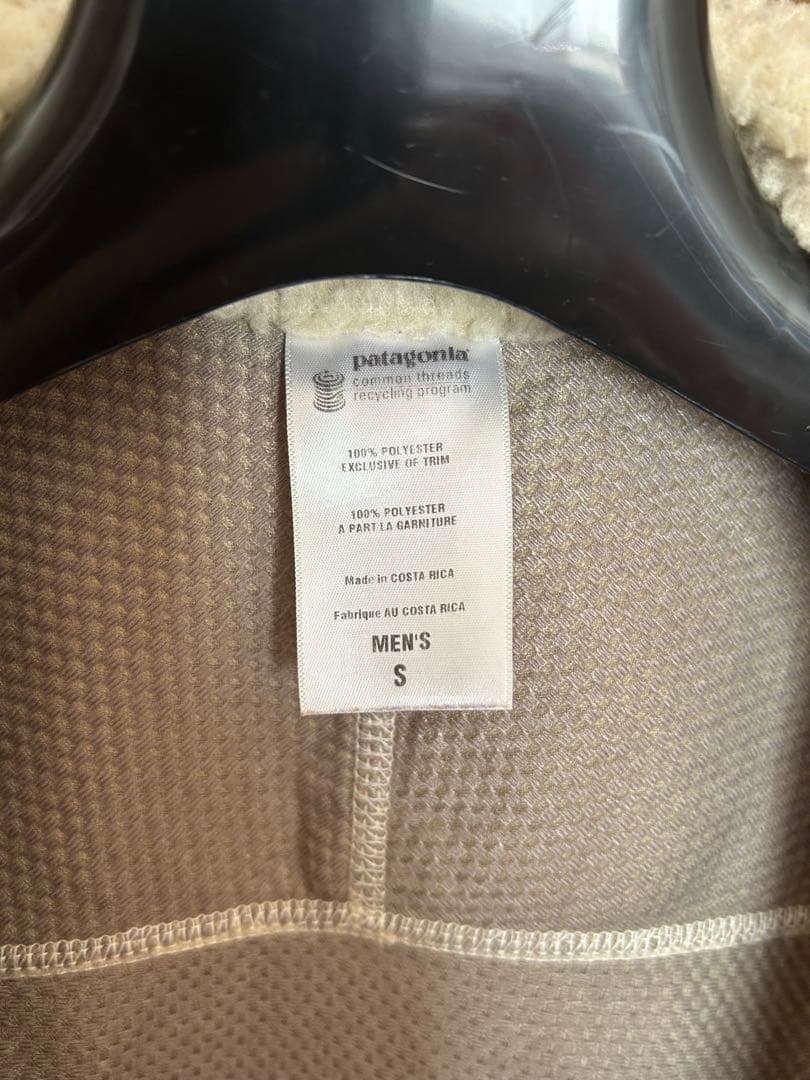 patagonia
common threads
recycling program
100% POLYESTER
EXCLUSIVE OF TRIM
100% POLYESTER
A PART LA GARNITURE
Made in COSTA RICA
Fabrique AU COSTA RICA
MEN'S
S